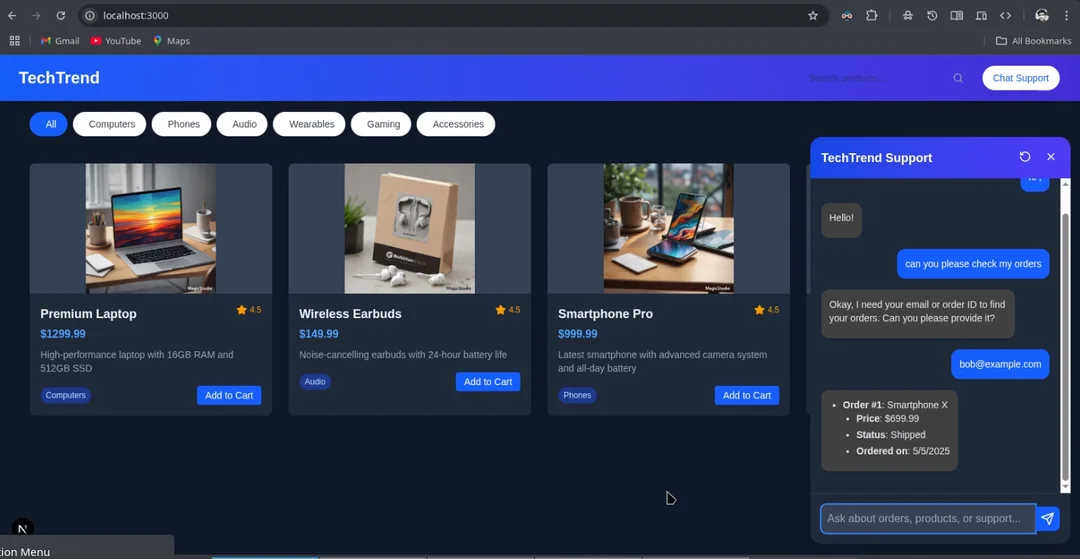 localhost:3000
Gmail
YouTube
Maps
All Bookmarks
TechTrend
Search products...
Chat Support
All
Computers
Phones
Audio
Wearables
Gaming
Accessories
MagicStudio
Premium Laptop
4.5
$1299.99
High-performance laptop with 16GB RAM and
512GB SSD
Computers
Add to Cart
MagicStudio
Wireless Earbuds
4.5
$149.99
Noise-cancelling earbuds with 24-hour battery life
Audio
Add to Cart
MagicStudio
Smartphone Pro
4.5
$999.99
Latest smartphone with advanced camera system
and all-day battery
Phones
Add to Cart
TechTrend Support
Hello!
can you please check my orders
Okay, I need your email or order ID to find
your orders. Can you please provide it?
bob@example.com
• Order #1: Smartphone X
• Price: $699.99
• Status: Shipped
• Ordered on: 5/5/2025
Ask about orders, products, or support...
N
tion Menu